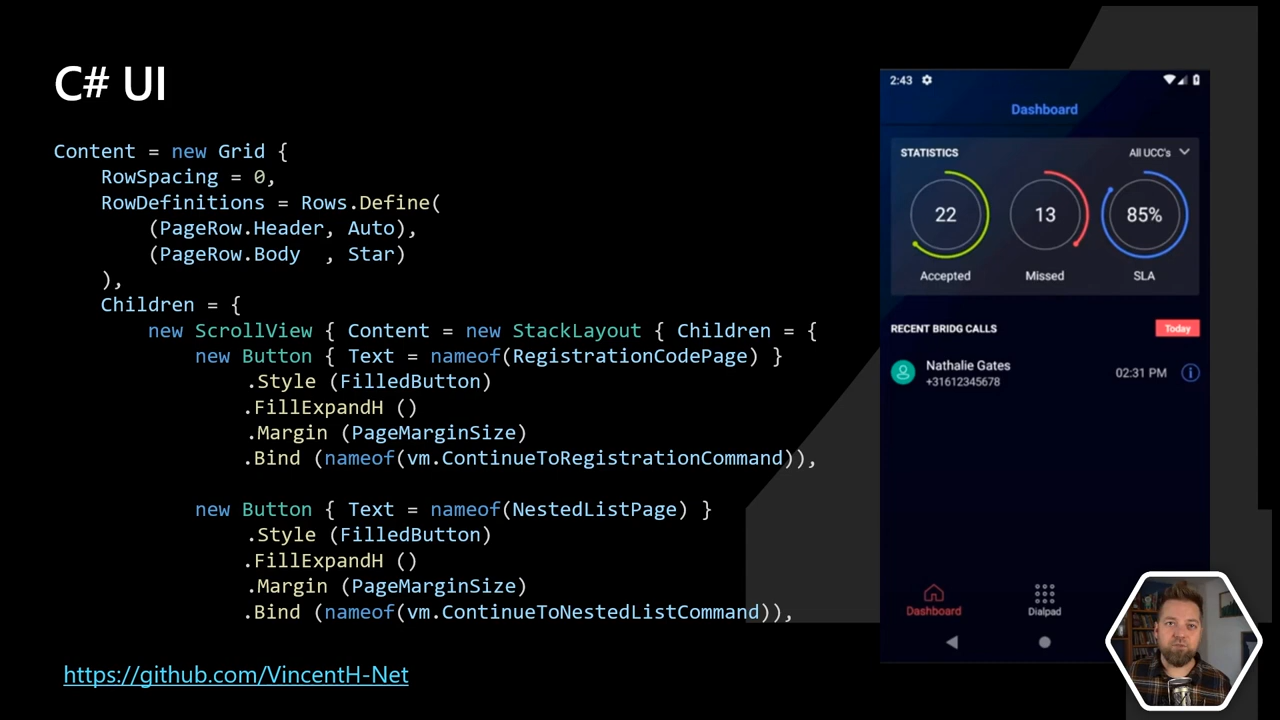 C# UI
Content = new Grid {
    RowSpacing = 0,
    RowDefinitions = Rows.Define(
        (PageRow.Header, Auto),
        (PageRow.Body  , Star)
    ),
    Children = {
        new ScrollView { Content = new StackLayout { Children = {
            new Button { Text = nameof(RegistrationCodePage) }
                .Style (FilledButton)
                .FillExpandH ()
                .Margin (PageMarginSize)
                .Bind (nameof(vm.ContinueToRegistrationCommand)),

            new Button { Text = nameof(NestedListPage) }
                .Style (FilledButton)
                .FillExpandH ()
                .Margin (PageMarginSize)
                .Bind (nameof(vm.ContinueToNestedListCommand)),
https://github.com/VincentH-Net
2:43
Dashboard
STATISTICS All UCC's
22 13 85%
Accepted Missed SLA
RECENT BRIDG CALLS Today
Nathalie Gates
+31612345678
02:31 PM
Dashboard Dialpad